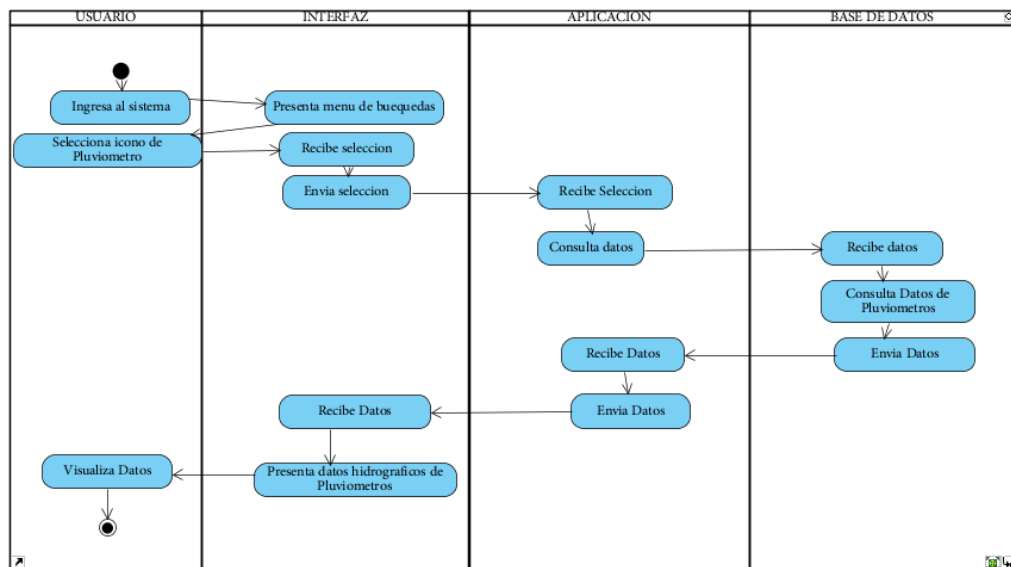 USUARIO
INTERFAZ
APLICACION
BASE DE DATOS
Ingresa al sistema
Presenta menu de buequedas
Selecciona icono de
Pluviometro
Recibe seleccion
Envia seleccion
Recibe Seleccion
Consulta datos
Recibe datos
Consulta Datos de
Pluviometros
Envia Datos
Recibe Datos
Envia Datos
Recibe Datos
Presenta datos hidrograficos de
Pluviometros
Visualiza Datos